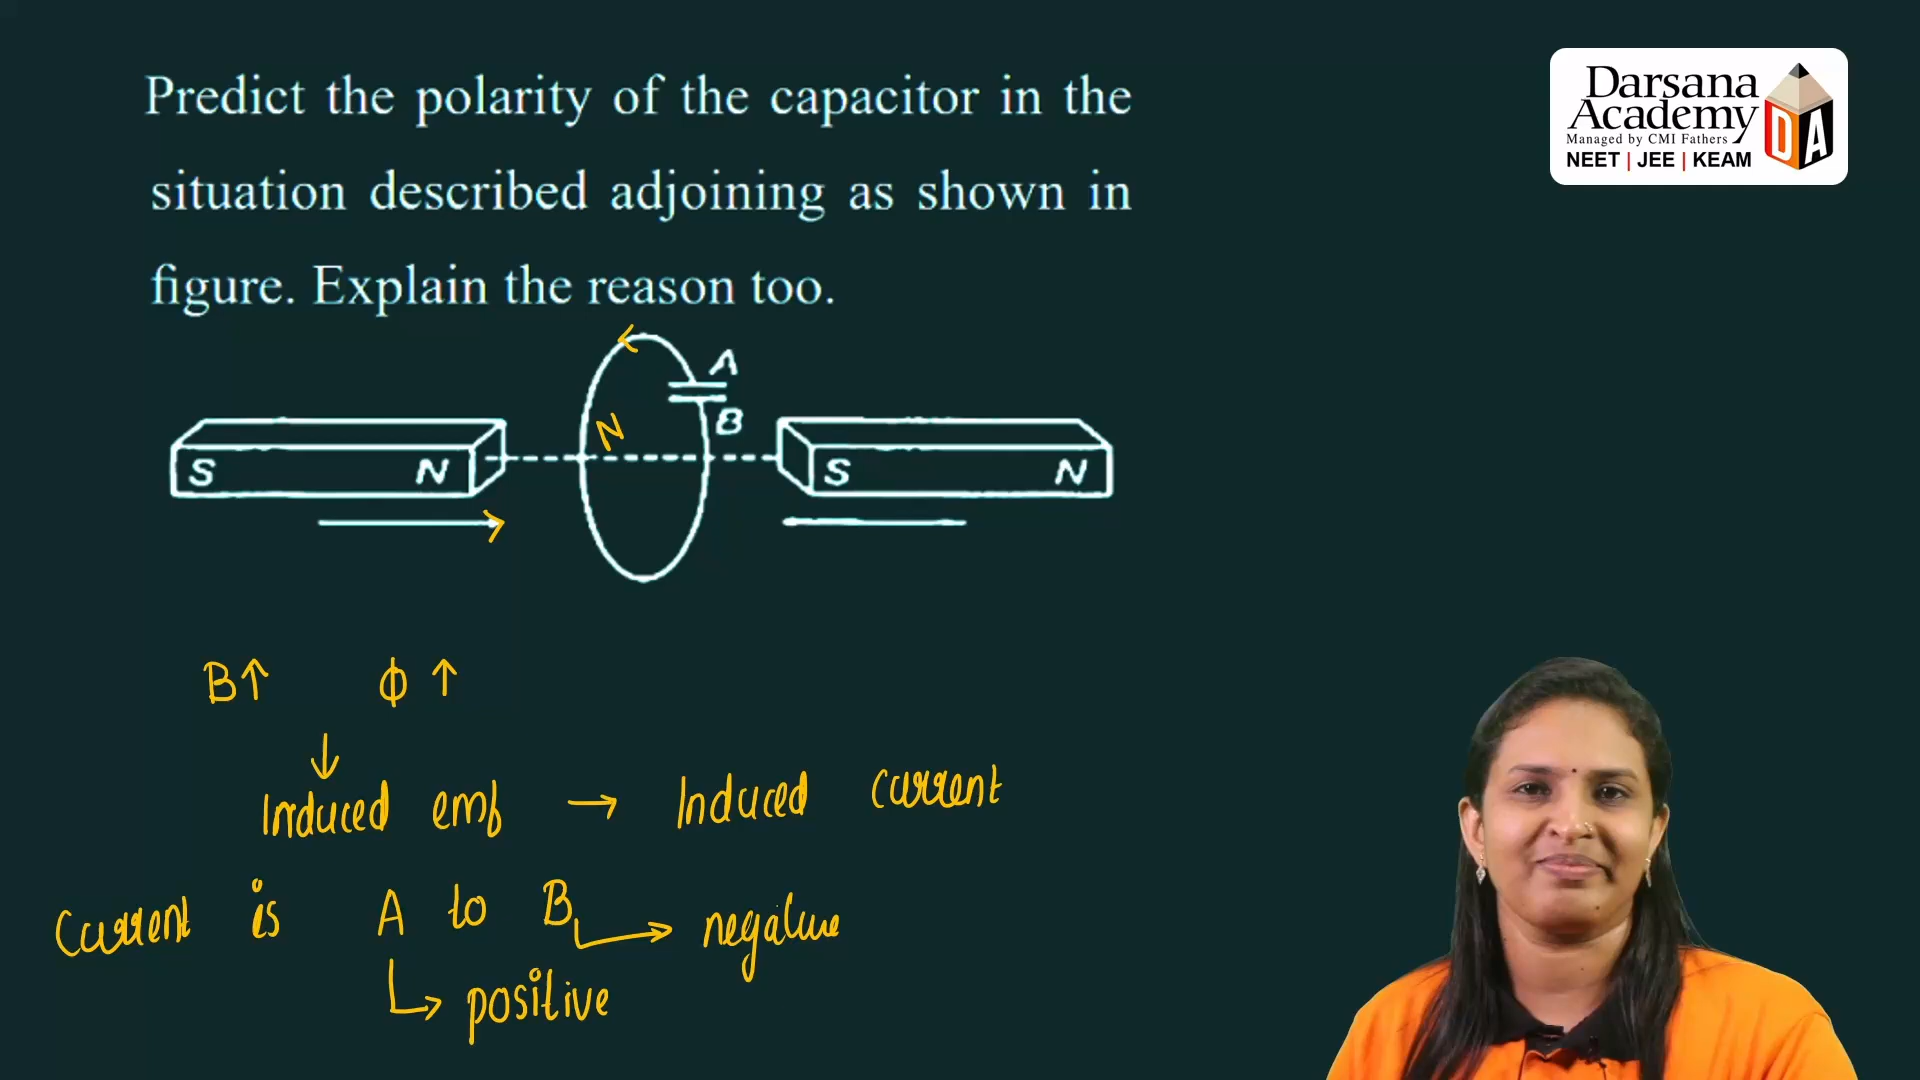 Predict the polarity of the capacitor in the
situation described adjoining as shown in
figure. Explain the reason too.
Darsana
Academy
Managed by CMI Fathers
NEET | JEE | KEAM
DA
A
B
N
S N
S N
B↑ ϕ ↑
↓
Induced emf → Induced current
Current is A to B → negative
→ positive